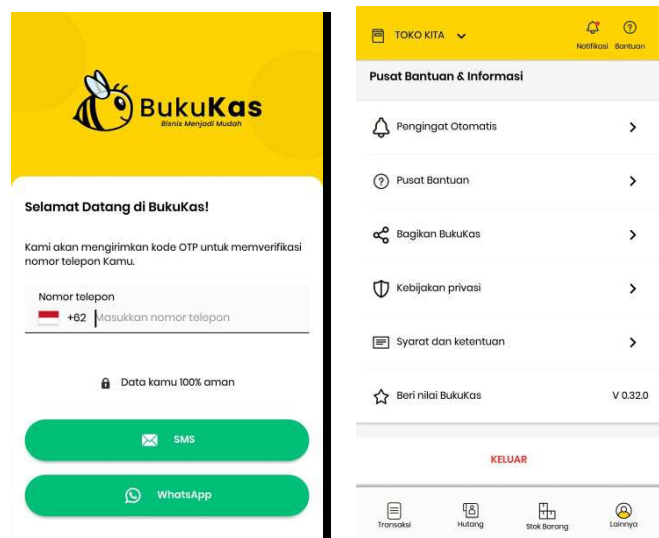 BukuKas
Bisnis Menjadi Mudah
Selamat Datang di BukuKas!
Kami akan mengirimkan kode OTP untuk memverifikasi
nomor telepon Kamu.
Nomor telepon
+62 Masukkan nomor telepon
Data kamu 100% aman
SMS
WhatsApp
TOKO KITA
Notifikasi Bantuan
Pusat Bantuan & Informasi
Pengingat Otomatis
Pusat Bantuan
Bagikan BukuKas
Kebijakan privasi
Syarat dan ketentuan
Beri nilai BukuKas V 0.32.0
KELUAR
Transaksi Hutang Stok Barang Lainnya